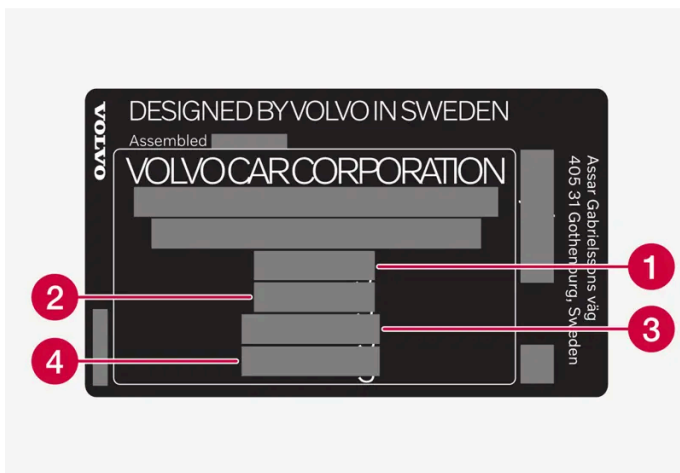 DESIGNED BY VOLVO IN SWEDEN
VOLVO
Assembled
VOLVO CAR CORPORATION
Assar Gabrielssons väg
405 31 Gothenburg, Sweden
1
2
3
4